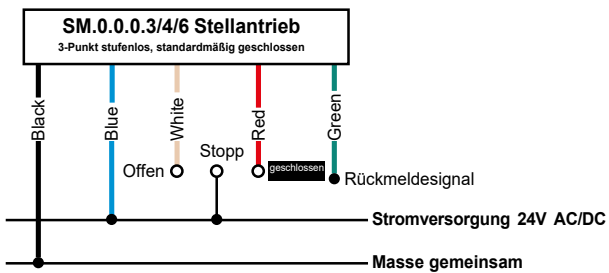 SM.0.0.0.3/4/6 Stellantrieb
3-Punkt stufenlos, standardmäßig geschlossen
Black
Blue
White
Red
Green
Stopp
Offen
geschlossen
Rückmeldesignal
Stromversorgung 24V AC/DC
Masse gemeinsam